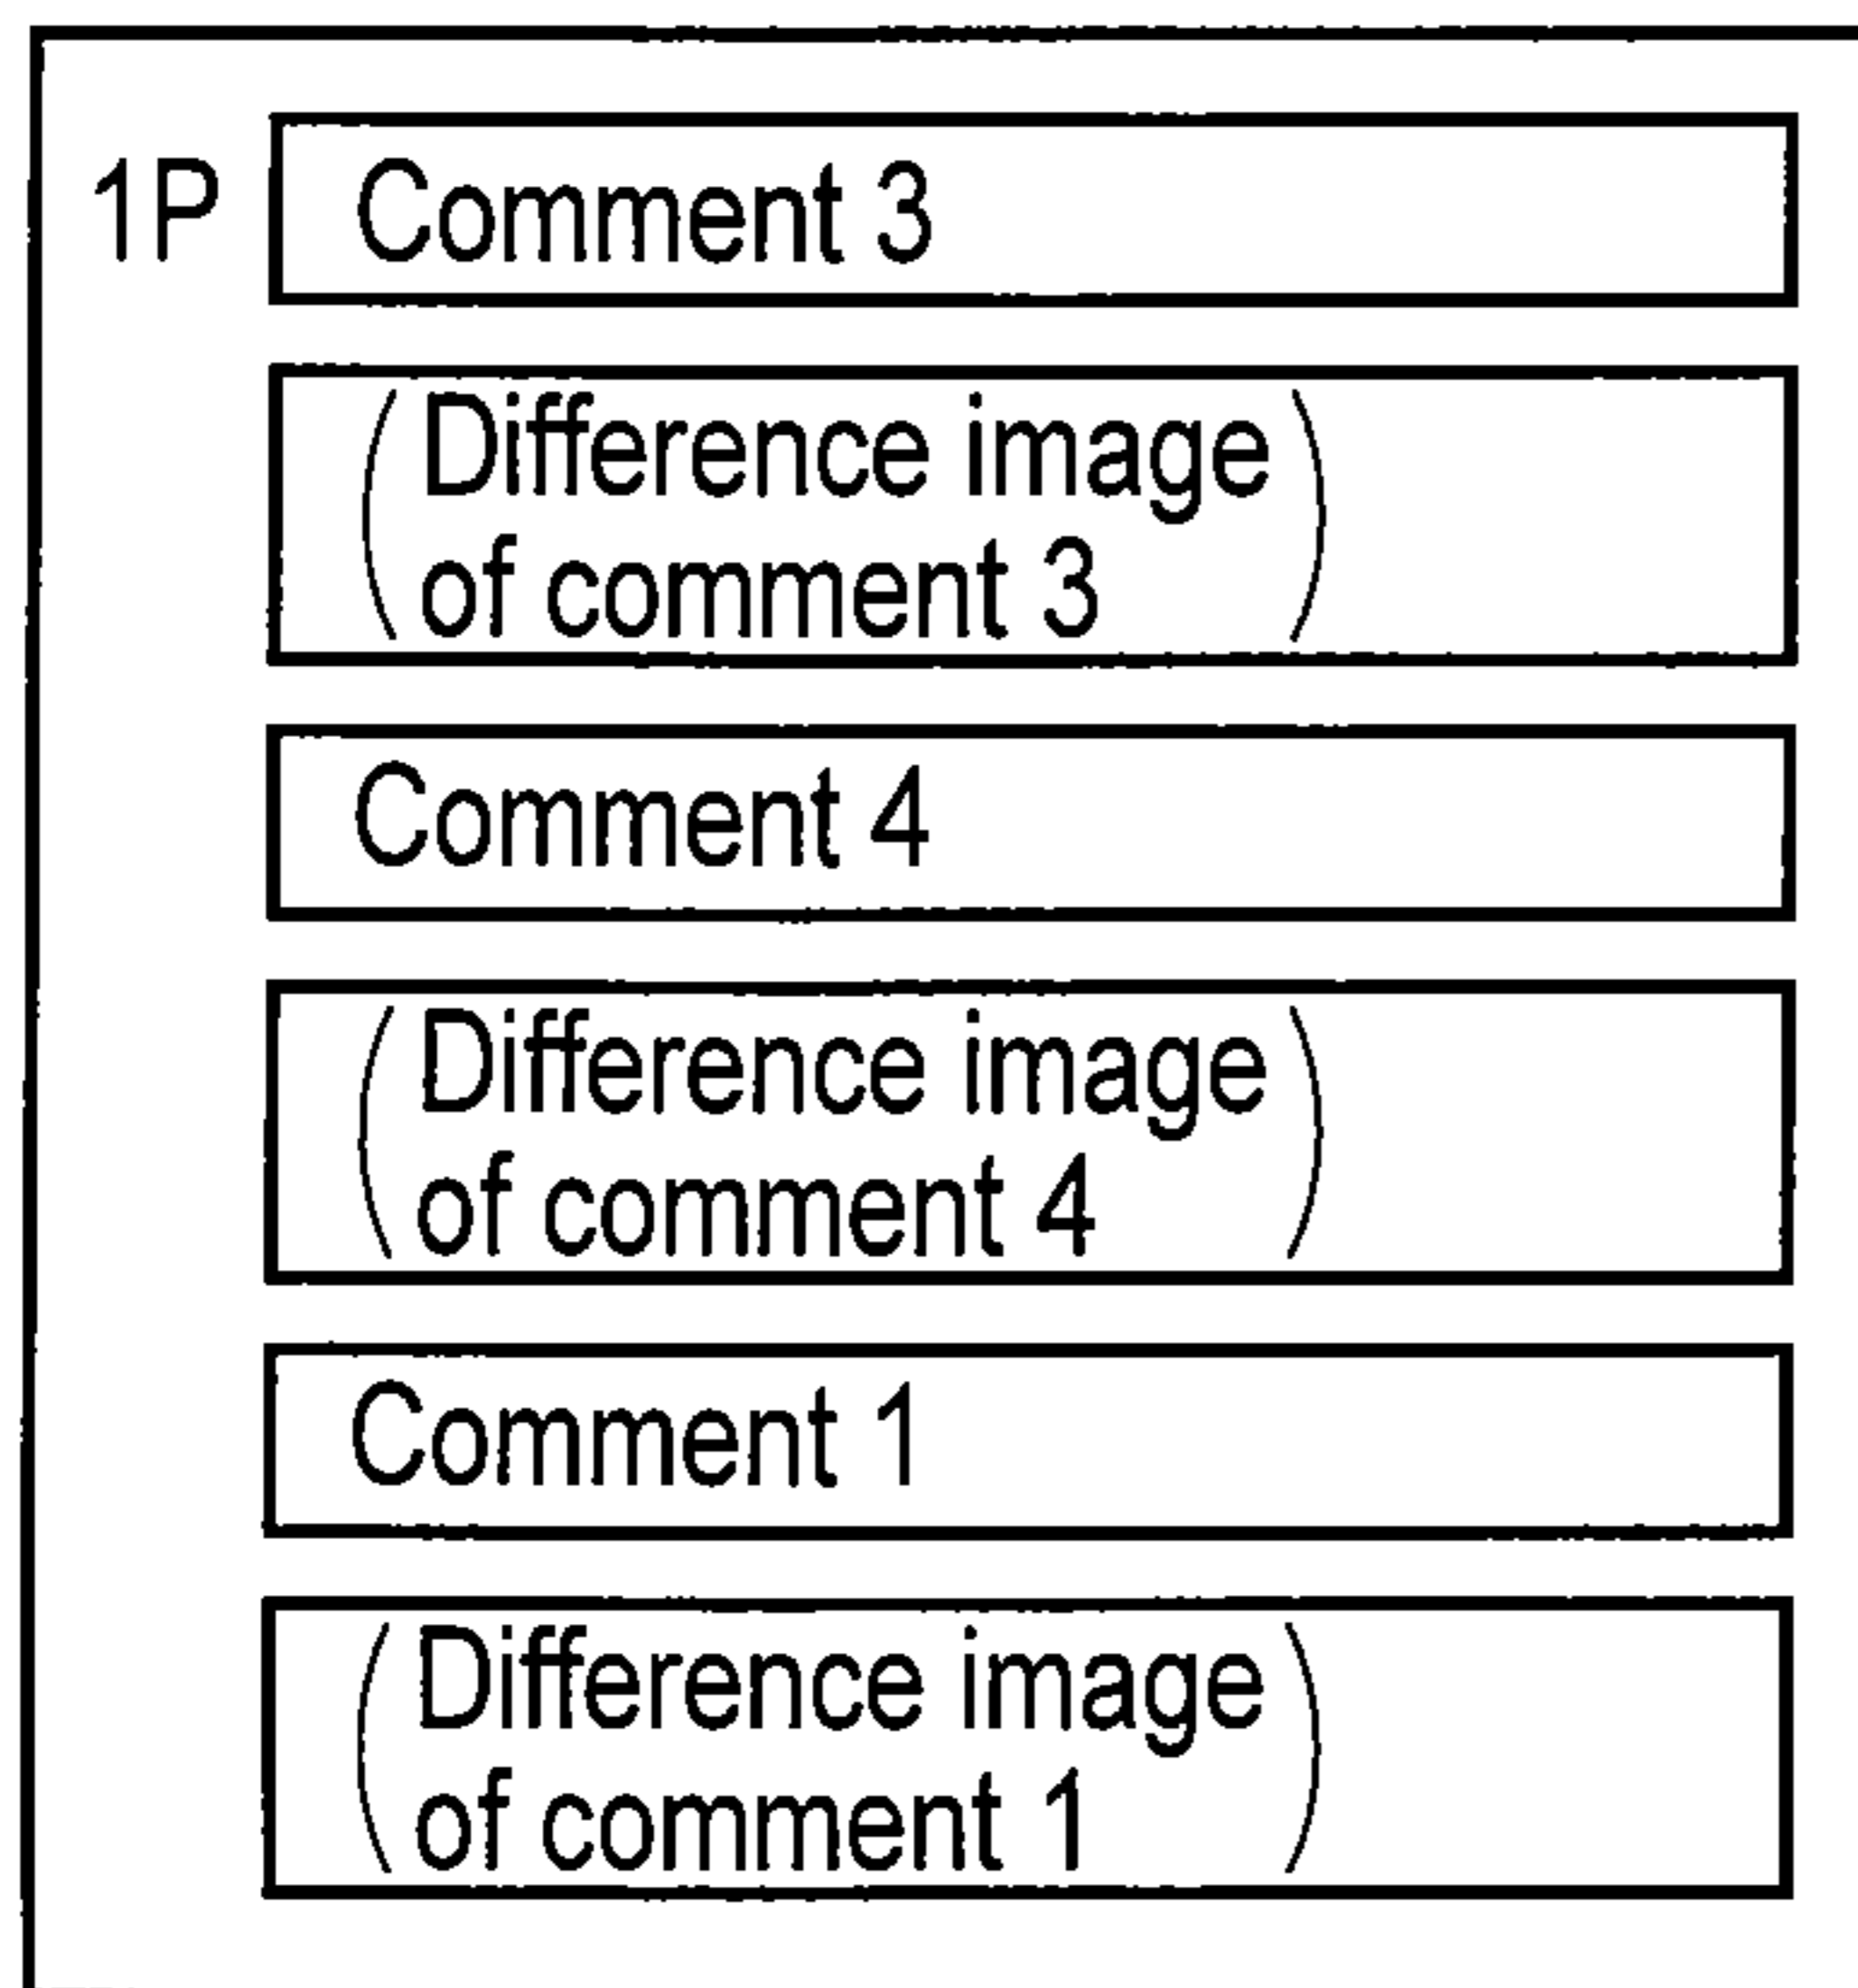 1P Comment 3
(Difference image
of comment 3)
Comment 4
(Difference image
of comment 4)
Comment 1
(Difference image
of comment 1)